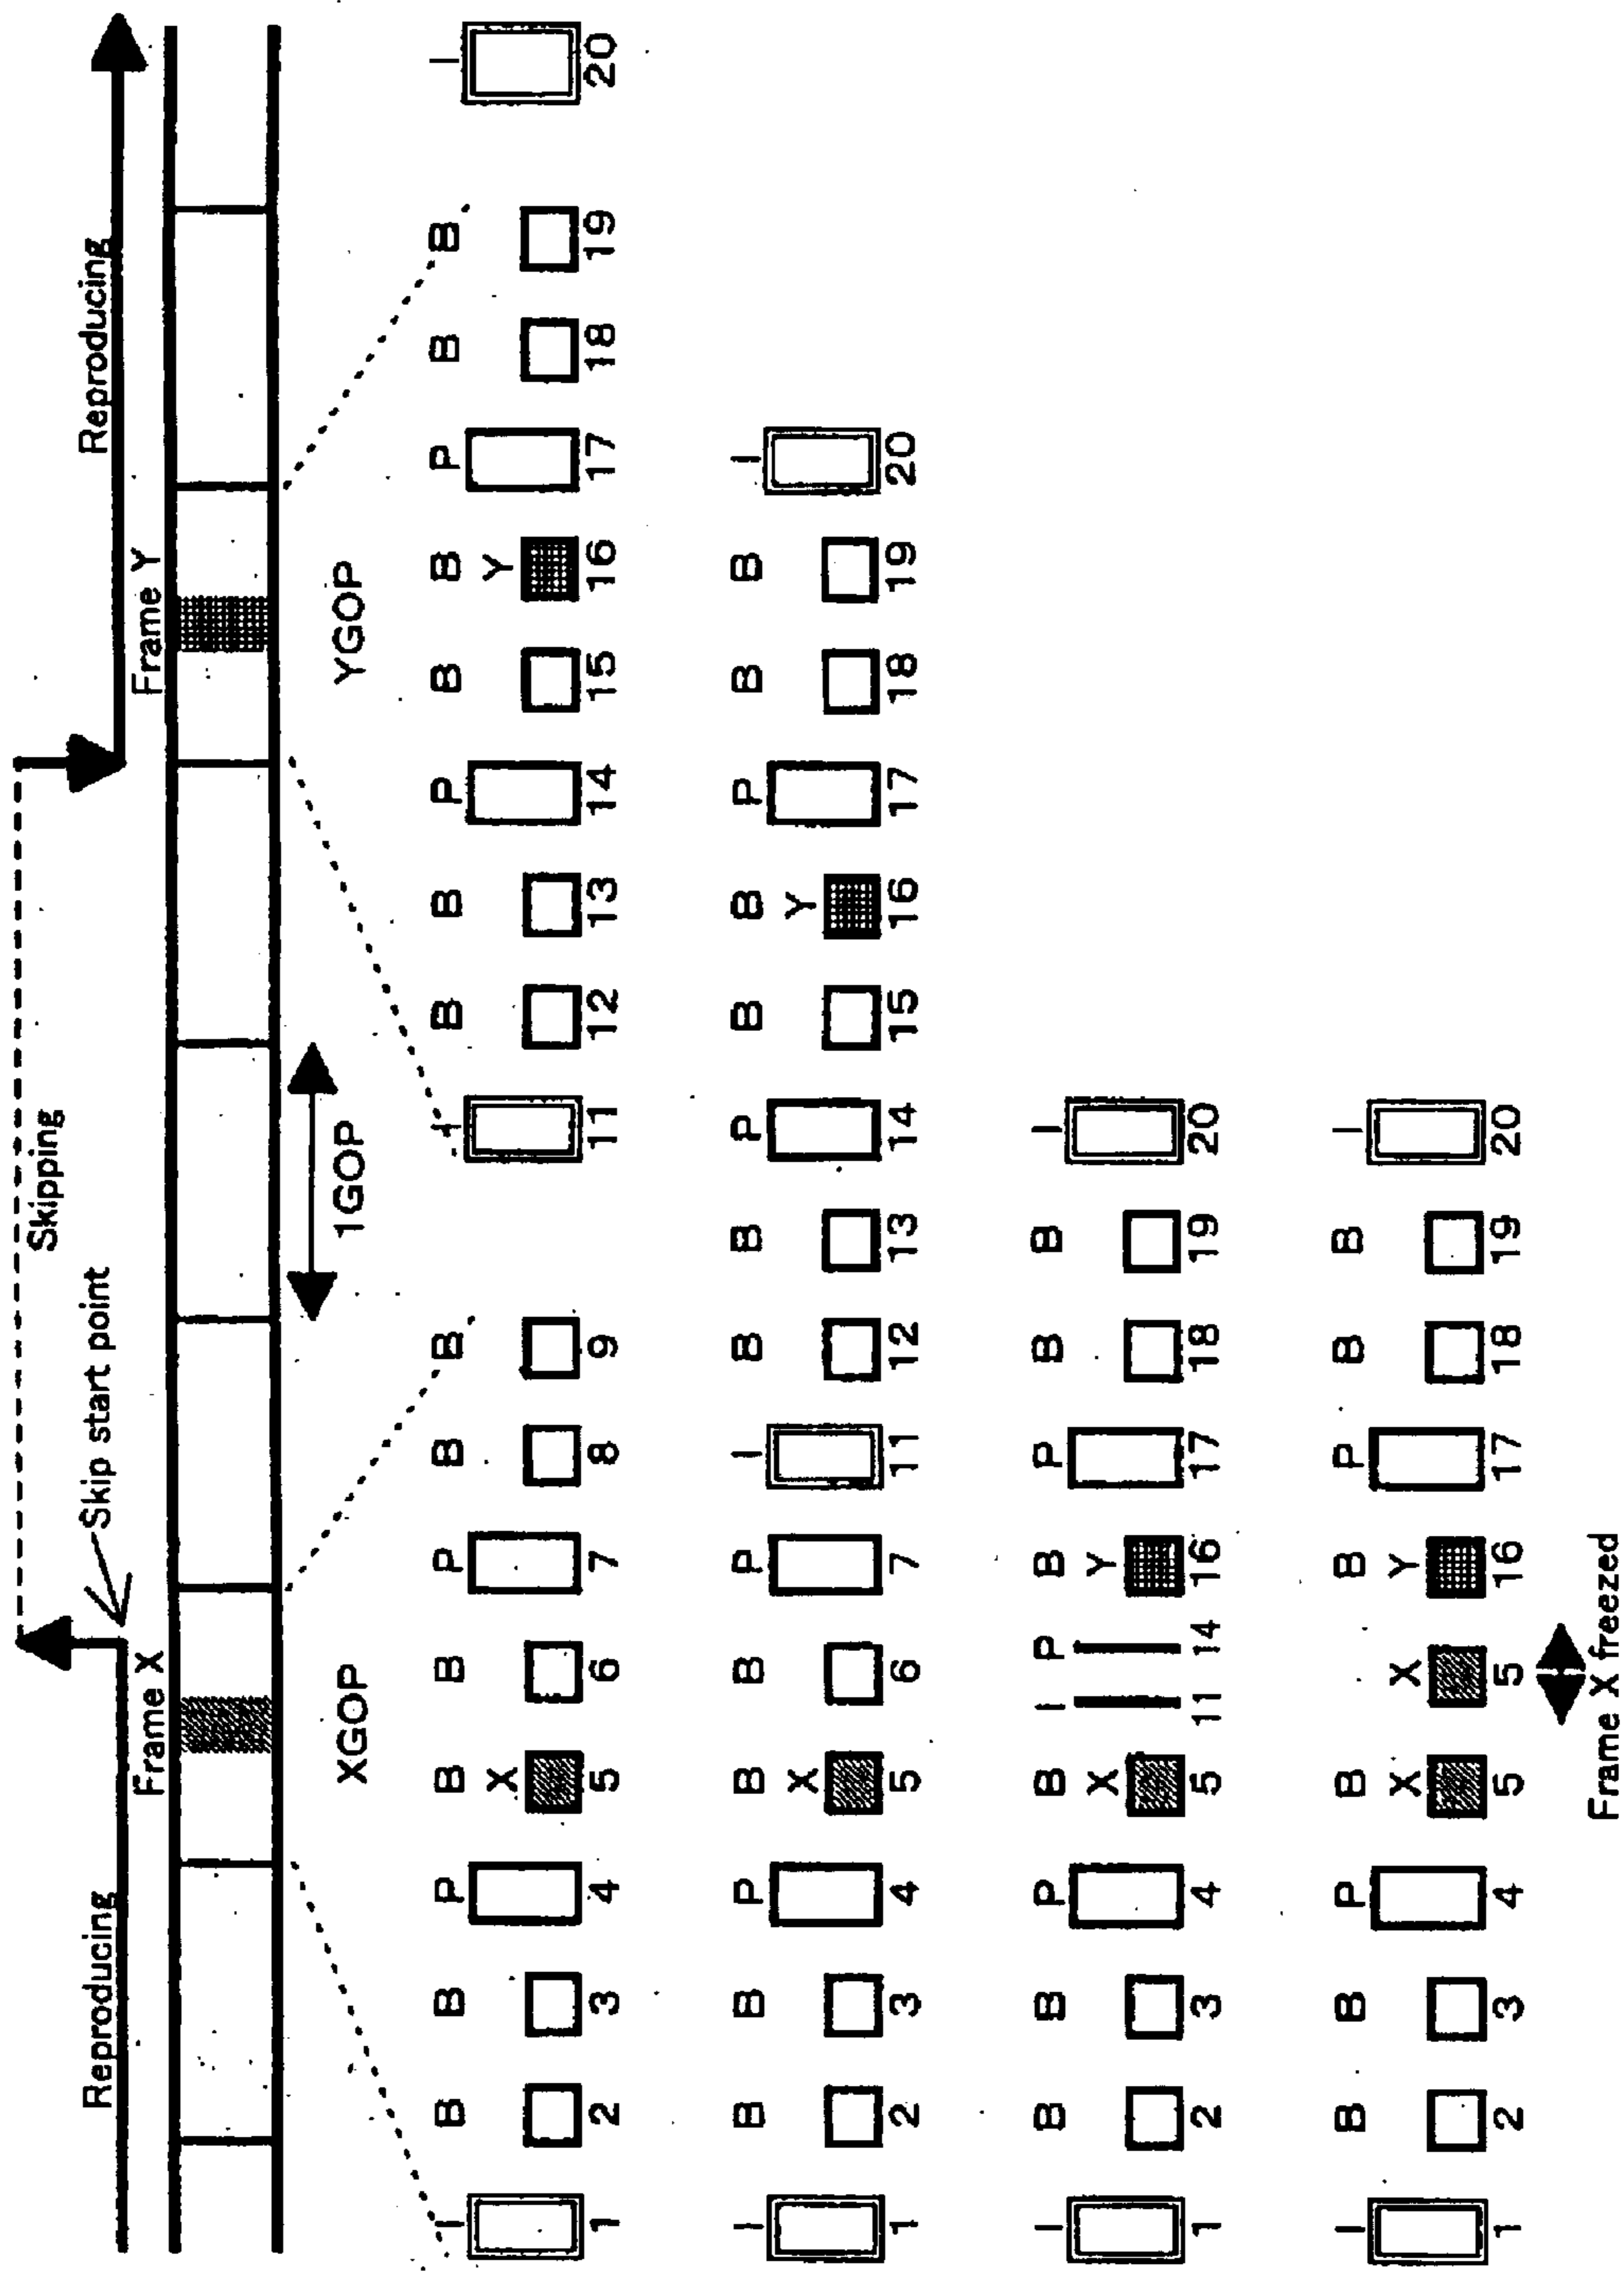 Skipping
Reproducing Skip start point Reproducing
Frame X Frame Y
XGOP 1GOP YGOP
I B B P B B P B B I B B P B B P B B I
X Y
1 2 3 4 5 6 7 8 9 11 12 13 14 15 16 17 18 19 20
I B B P B B P I B B P B B P B B I
X Y
1 2 3 4 5 6 7 11 12 13 14 15 16 17 18 19 20
I B B P B I P B P B B I
X Y
1 2 3 4 5 11 14 16 17 18 19 20
I B B P B B P B B I
X X Y
1 2 3 4 5 5 16 17 18 19 20
Frame X freezed